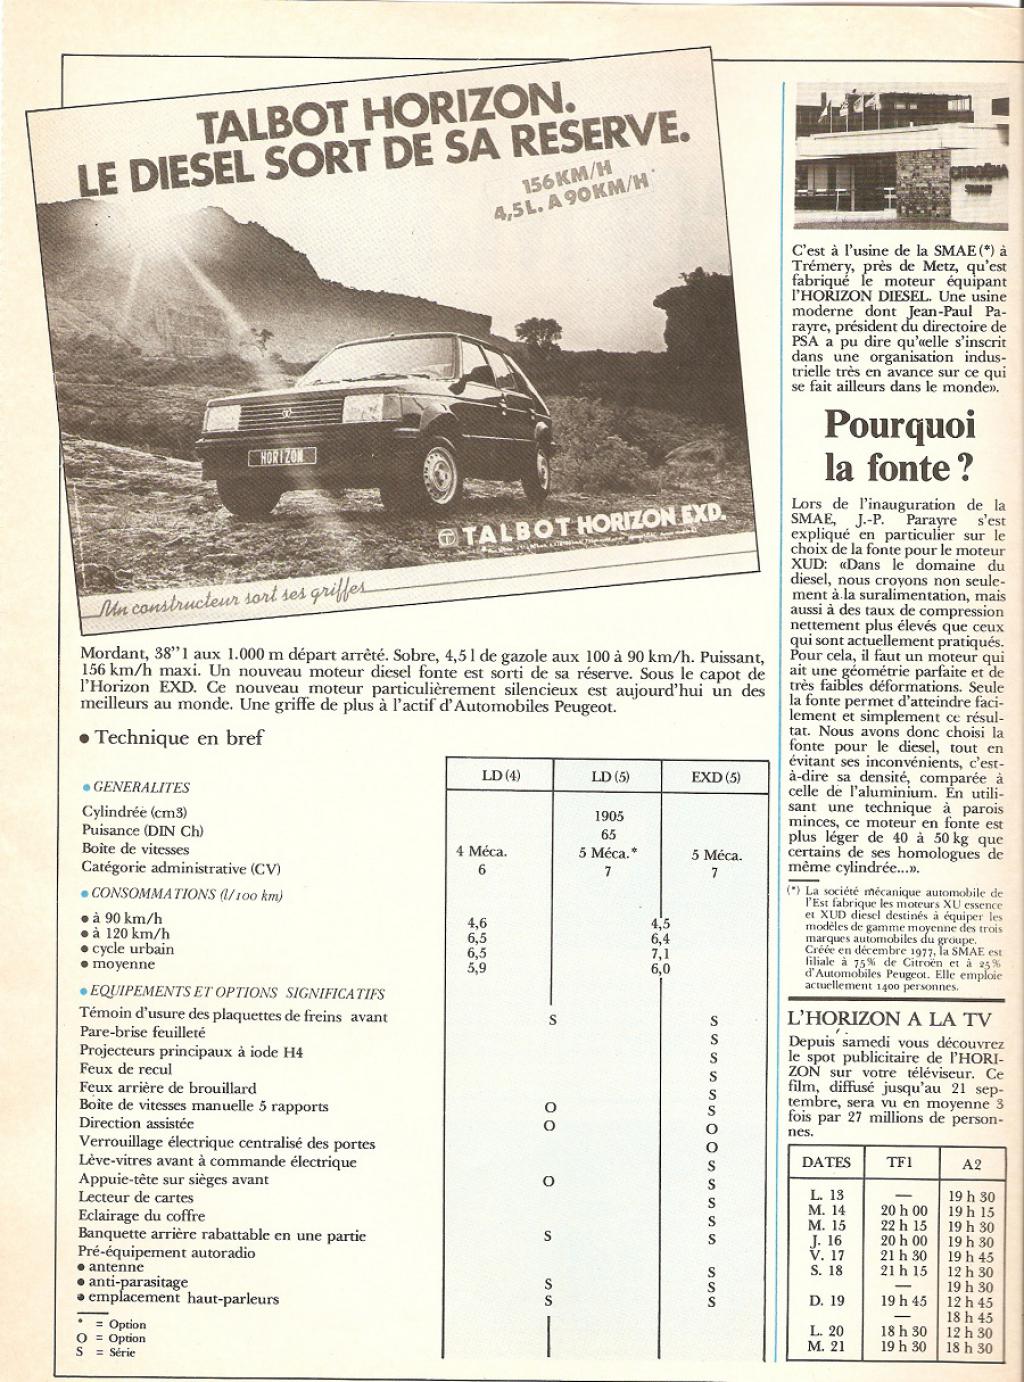 TALBOT HORIZON.
LE DIESEL SORT DE SA RESERVE.
156 KM/H
4,5 L. A 90 KM/H
HORIZON
TALBOT HORIZON EXD.
Un constructeur sort ses griffes
Mordant, 38"1 aux 1.000 m départ arrêté. Sobre, 4,5 l de gazole aux 100 à 90 km/h. Puissant,
156 km/h maxi. Un nouveau moteur diesel fonte est sorti de sa réserve. Sous le capot de
l'Horizon EXD. Ce nouveau moteur particulièrement silencieux est aujourd'hui un des
meilleurs au monde. Une griffe de plus à l'actif d'Automobiles Peugeot.
• Technique en bref
LD (4) LD (5) EXD (5)
• GENERALITES
Cylindrée (cm3) 1905
Puisance (DIN Ch) 65
Boite de vitesses 4 Méca. 5 Méca.* 5 Méca.
Catégorie administrative (CV) 6 7 7
• CONSOMMATIONS (l/100 km)
• à 90 km/h 4,6 4,5
• à 120 km/h 6,5 6,4
• cycle urbain 6,5 7,1
• moyenne 5,9 6,0
• EQUIPEMENTS ET OPTIONS SIGNIFICATIFS
Témoin d'usure des plaquettes de freins avant S S
Pare-brise feuilleté S
Projecteurs principaux à iode H4 S
Feux de recul S
Feux arrière de brouillard S
Boîte de vitesses manuelle 5 rapports O S
Direction assistée O O
Verrouillage électrique centralisé des portes O
Lève-vitres avant à commande électrique S
Appuie-tête sur sièges avant O S
Lecteur de cartes S
Eclairage du coffre S
Banquette arrière rabattable en une partie S S
Pré-équipement autoradio
• antenne S
• anti-parasitage S S
• emplacement haut-parleurs S S
* = Option
O = Option
S = Série
CITROËN
SMAE
C'est à l'usine de la SMAE (*) à
Trémery, près de Metz, qu'est
fabriqué le moteur équipant
l'HORIZON DIESEL. Une usine
moderne dont Jean-Paul Pa-
rayre, président du directoire de
PSA a pu dire qu'«elle s'inscrit
dans une organisation indus-
trielle très en avance sur ce qui
se fait ailleurs dans le monde».
Pourquoi
la fonte ?
Lors de l'inauguration de la
SMAE, J.-P. Parayre s'est
expliqué en particulier sur le
choix de la fonte pour le moteur
XUD: «Dans le domaine du
diesel, nous croyons non seule-
ment à la suralimentation, mais
aussi à des taux de compression
nettement plus élevés que ceux
qui sont actuellement pratiqués.
Pour cela, il faut un moteur qui
ait une géométrie parfaite et de
très faibles déformations. Seule
la fonte permet d'atteindre faci-
lement et simplement ce résul-
tat. Nous avons donc choisi la
fonte pour le diesel, tout en
évitant ses inconvénients, c'est-
à-dire sa densité, comparée à
celle de l'aluminium. En utili-
sant une technique à parois
minces, ce moteur en fonte est
plus léger de 40 à 50 kg que
certains de ses homologues de
même cylindrée...».
(*) La société mécanique automobile de
l'Est fabrique les moteurs XU essence
et XUD diesel destinés à équiper les
modèles de gamme moyenne des trois
marques automobiles du groupe.
Créée en décembre 1977, la SMAE est
filiale à 75% de Citroën et à 25%
d'Automobiles Peugeot. Elle emploie
actuellement 1400 personnes.
L'HORIZON A LA TV
Depuis samedi vous découvrez
le spot publicitaire de l'HORI-
ZON sur votre téléviseur. Ce
film, diffusé jusqu'au 21 sep-
tembre, sera vu en moyenne 3
fois par 27 millions de person-
nes.
DATES TF1 A2
L. 13 — 19 h 30
M. 14 20 h 00 19 h 15
M. 15 22 h 15 19 h 30
J. 16 20 h 00 19 h 30
V. 17 21 h 30 19 h 45
S. 18 21 h 15 12 h 30
— 19 h 30
D. 19 19 h 45 12 h 45
— 18 h 45
L. 20 18 h 30 12 h 30
M. 21 19 h 30 18 h 30